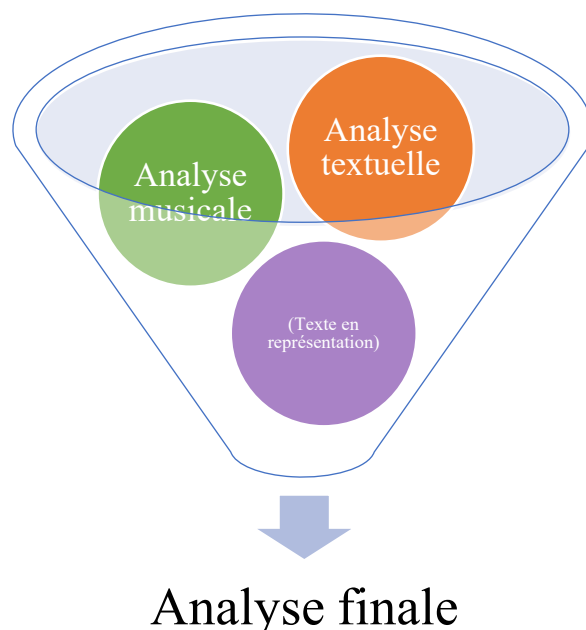 Analyse
textuelle
Analyse
musicale
(Texte en
représentation)
Analyse finale